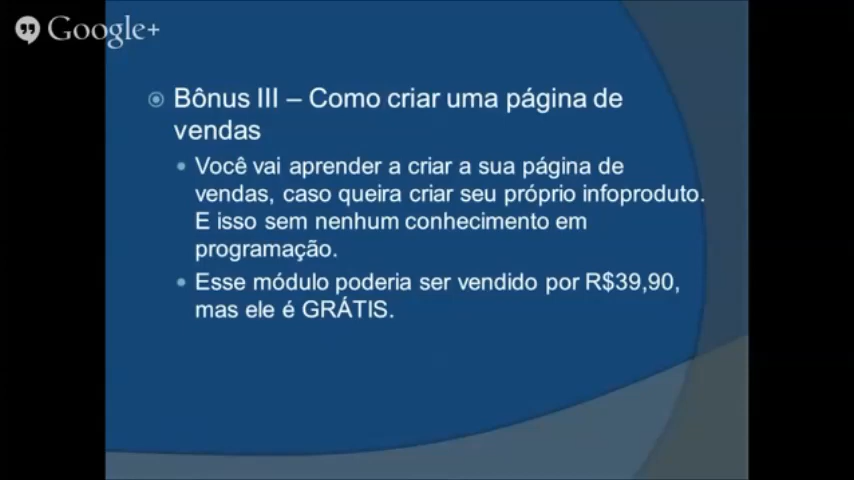 Google+
Bônus III – Como criar uma página de
vendas
Você vai aprender a criar a sua página de
vendas, caso queira criar seu próprio infoproduto.
E isso sem nenhum conhecimento em
programação.
Esse módulo poderia ser vendido por R$39,90,
mas ele é GRÁTIS.